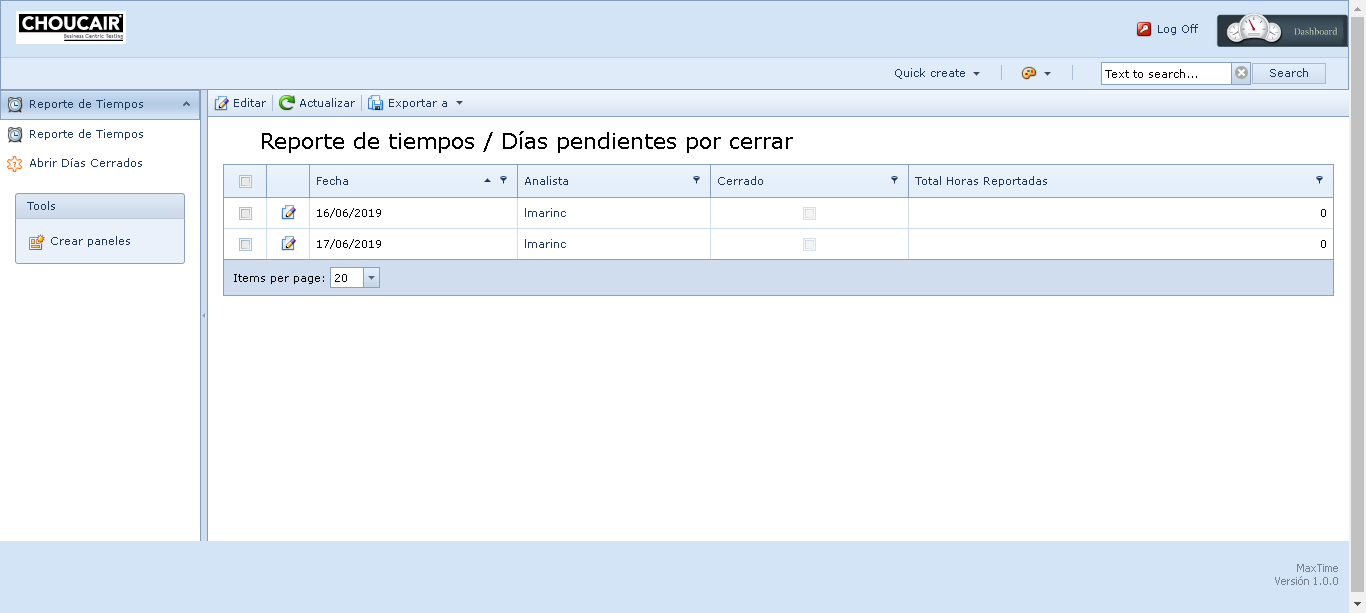 CHOUCAIR
Business Centric Testing
Log Off
Dashboard
Quick create
Text to search...
Search
Reporte de Tiempos
Reporte de Tiempos
Abrir Días Cerrados
Tools
Crear paneles
Editar
Actualizar
Exportar a
Reporte de tiempos / Días pendientes por cerrar
Fecha Analista Cerrado Total Horas Reportadas
16/06/2019 lmarinc 0
17/06/2019 lmarinc 0
Items per page: 20
MaxTime
Versión 1.0.0